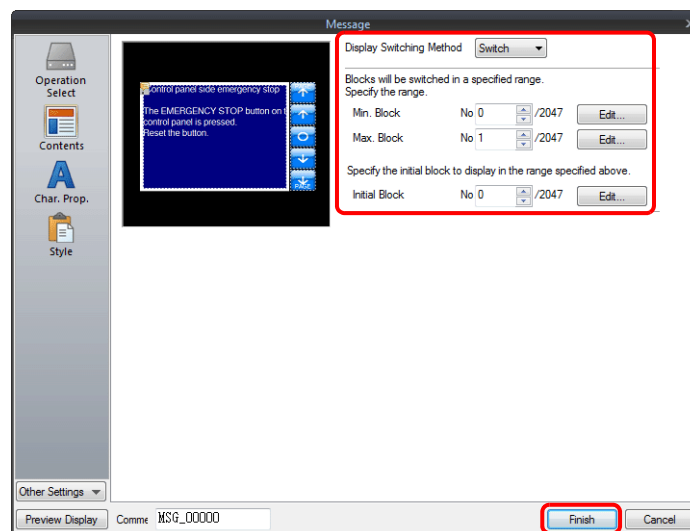 Message
Operation
Select
Contents
Char. Prop.
Style
Other Settings
Preview Display
ontrol panel side emergency stop
The EMERGENCY STOP button on t
control panel is pressed.
Reset the button.
PAGE
Display Switching Method Switch
Blocks will be switched in a specified range.
Specify the range.
Min. Block No 0 /2047 Edit...
Max. Block No 1 /2047 Edit...
Specify the initial block to display in the range specified above.
Initial Block No 0 /2047 Edit...
Comme MSG_00000
Finish
Cancel